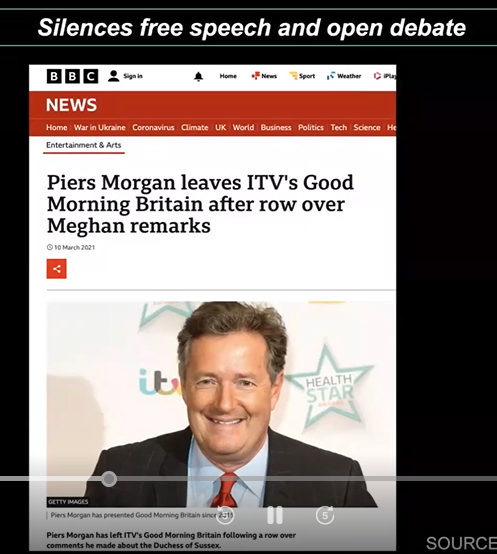 Silences free speech and open debate
BBC Sign in Home News Sport Weather
NEWS
Home War in Ukraine Coronavirus Climate UK World Business Politics Tech Science He
Entertainment & Arts
Piers Morgan leaves ITV's Good
Morning Britain after row over
Meghan remarks
10 March 2021
itv
HEALTH
STAR
GETTY IMAGES
Piers Morgan has presented Good Morning Britain since
5 5
Piers Morgan has left ITV's Good Morning Britain following a row over
comments he made about the Duchess of Sussex.
SOURCE